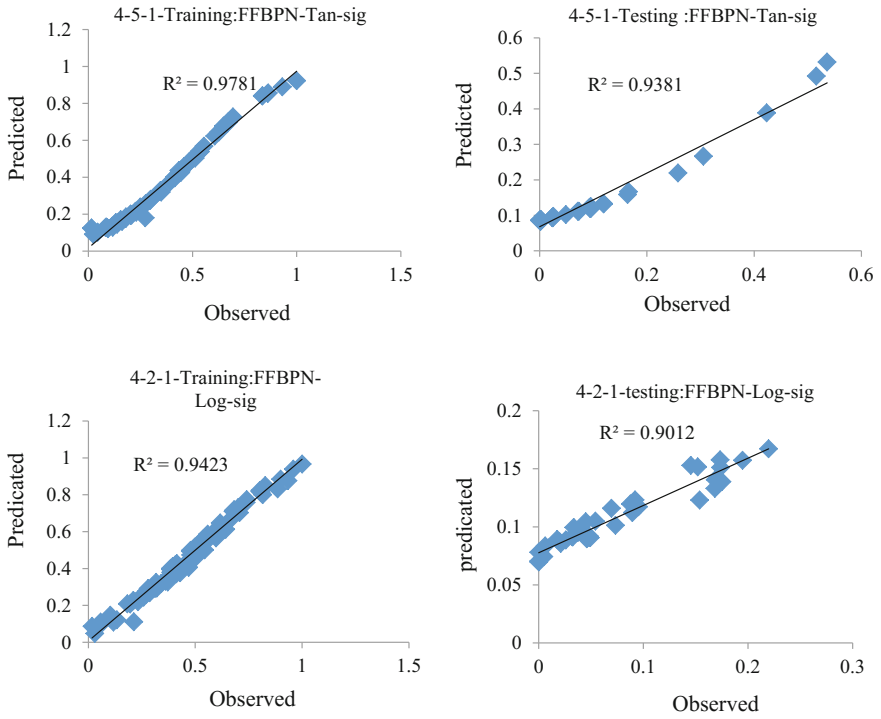 4-5-1-Training:FFBPN-Tan-sig
1.2
1
0.8
0.6
0.4
0.2
0
0
0.5
1
1.5
Predicted
Observed
R² = 0.9781
4-5-1-Testing :FFBPN-Tan-sig
0.6
0.5
0.4
0.3
0.2
0.1
0
0
0.2
0.4
0.6
Predicted
Observed
R² = 0.9381
4-2-1-Training:FFBPN-
Log-sig
1.2
1
0.8
0.6
0.4
0.2
0
0
0.5
1
1.5
Predicated
Observed
R² = 0.9423
4-2-1-testing:FFBPN-Log-sig
0.2
0.15
0.1
0.05
0
0
0.1
0.2
0.3
predicated
Observed
R² = 0.9012